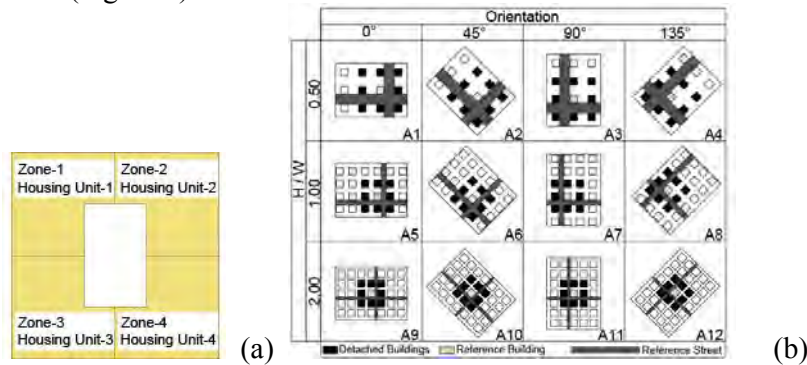 Zone-1
Housing Unit-1
Zone-2
Housing Unit-2
Zone-3
Housing Unit-3
Zone-4
Housing Unit-4
(a)
Orientation
0° 45° 90° 135°
H / W
0.50
A1 A2 A3 A4
1.00
A5 A6 A7 A8
2.00
A9 A10 A11 A12
Detached Buildings Reference Building Reference Street
(b)